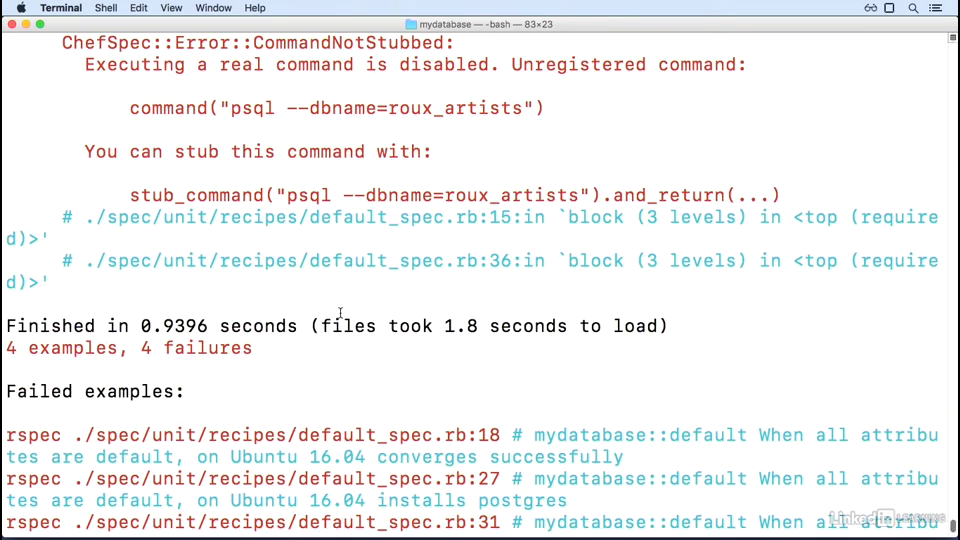 Terminal Shell Edit View Window Help
mydatabase — -bash — 83×23
ChefSpec::Error::CommandNotStubbed:
Executing a real command is disabled. Unregistered command:
command("psql --dbname=roux_artists")
You can stub this command with:
stub_command("psql --dbname=roux_artists").and_return(...)
# ./spec/unit/recipes/default_spec.rb:15:in `block (3 levels) in <top (require
d)>'
# ./spec/unit/recipes/default_spec.rb:36:in `block (3 levels) in <top (require
d)>'
Finished in 0.9396 seconds (files took 1.8 seconds to load)
4 examples, 4 failures
Failed examples:
rspec ./spec/unit/recipes/default_spec.rb:18 # mydatabase::default When all attribu
tes are default, on Ubuntu 16.04 converges successfully
rspec ./spec/unit/recipes/default_spec.rb:27 # mydatabase::default When all attribu
tes are default, on Ubuntu 16.04 installs postgres
rspec ./spec/unit/recipes/default_spec.rb:31 # mydatabase::default When all attribu
LinkedIn LEARNING